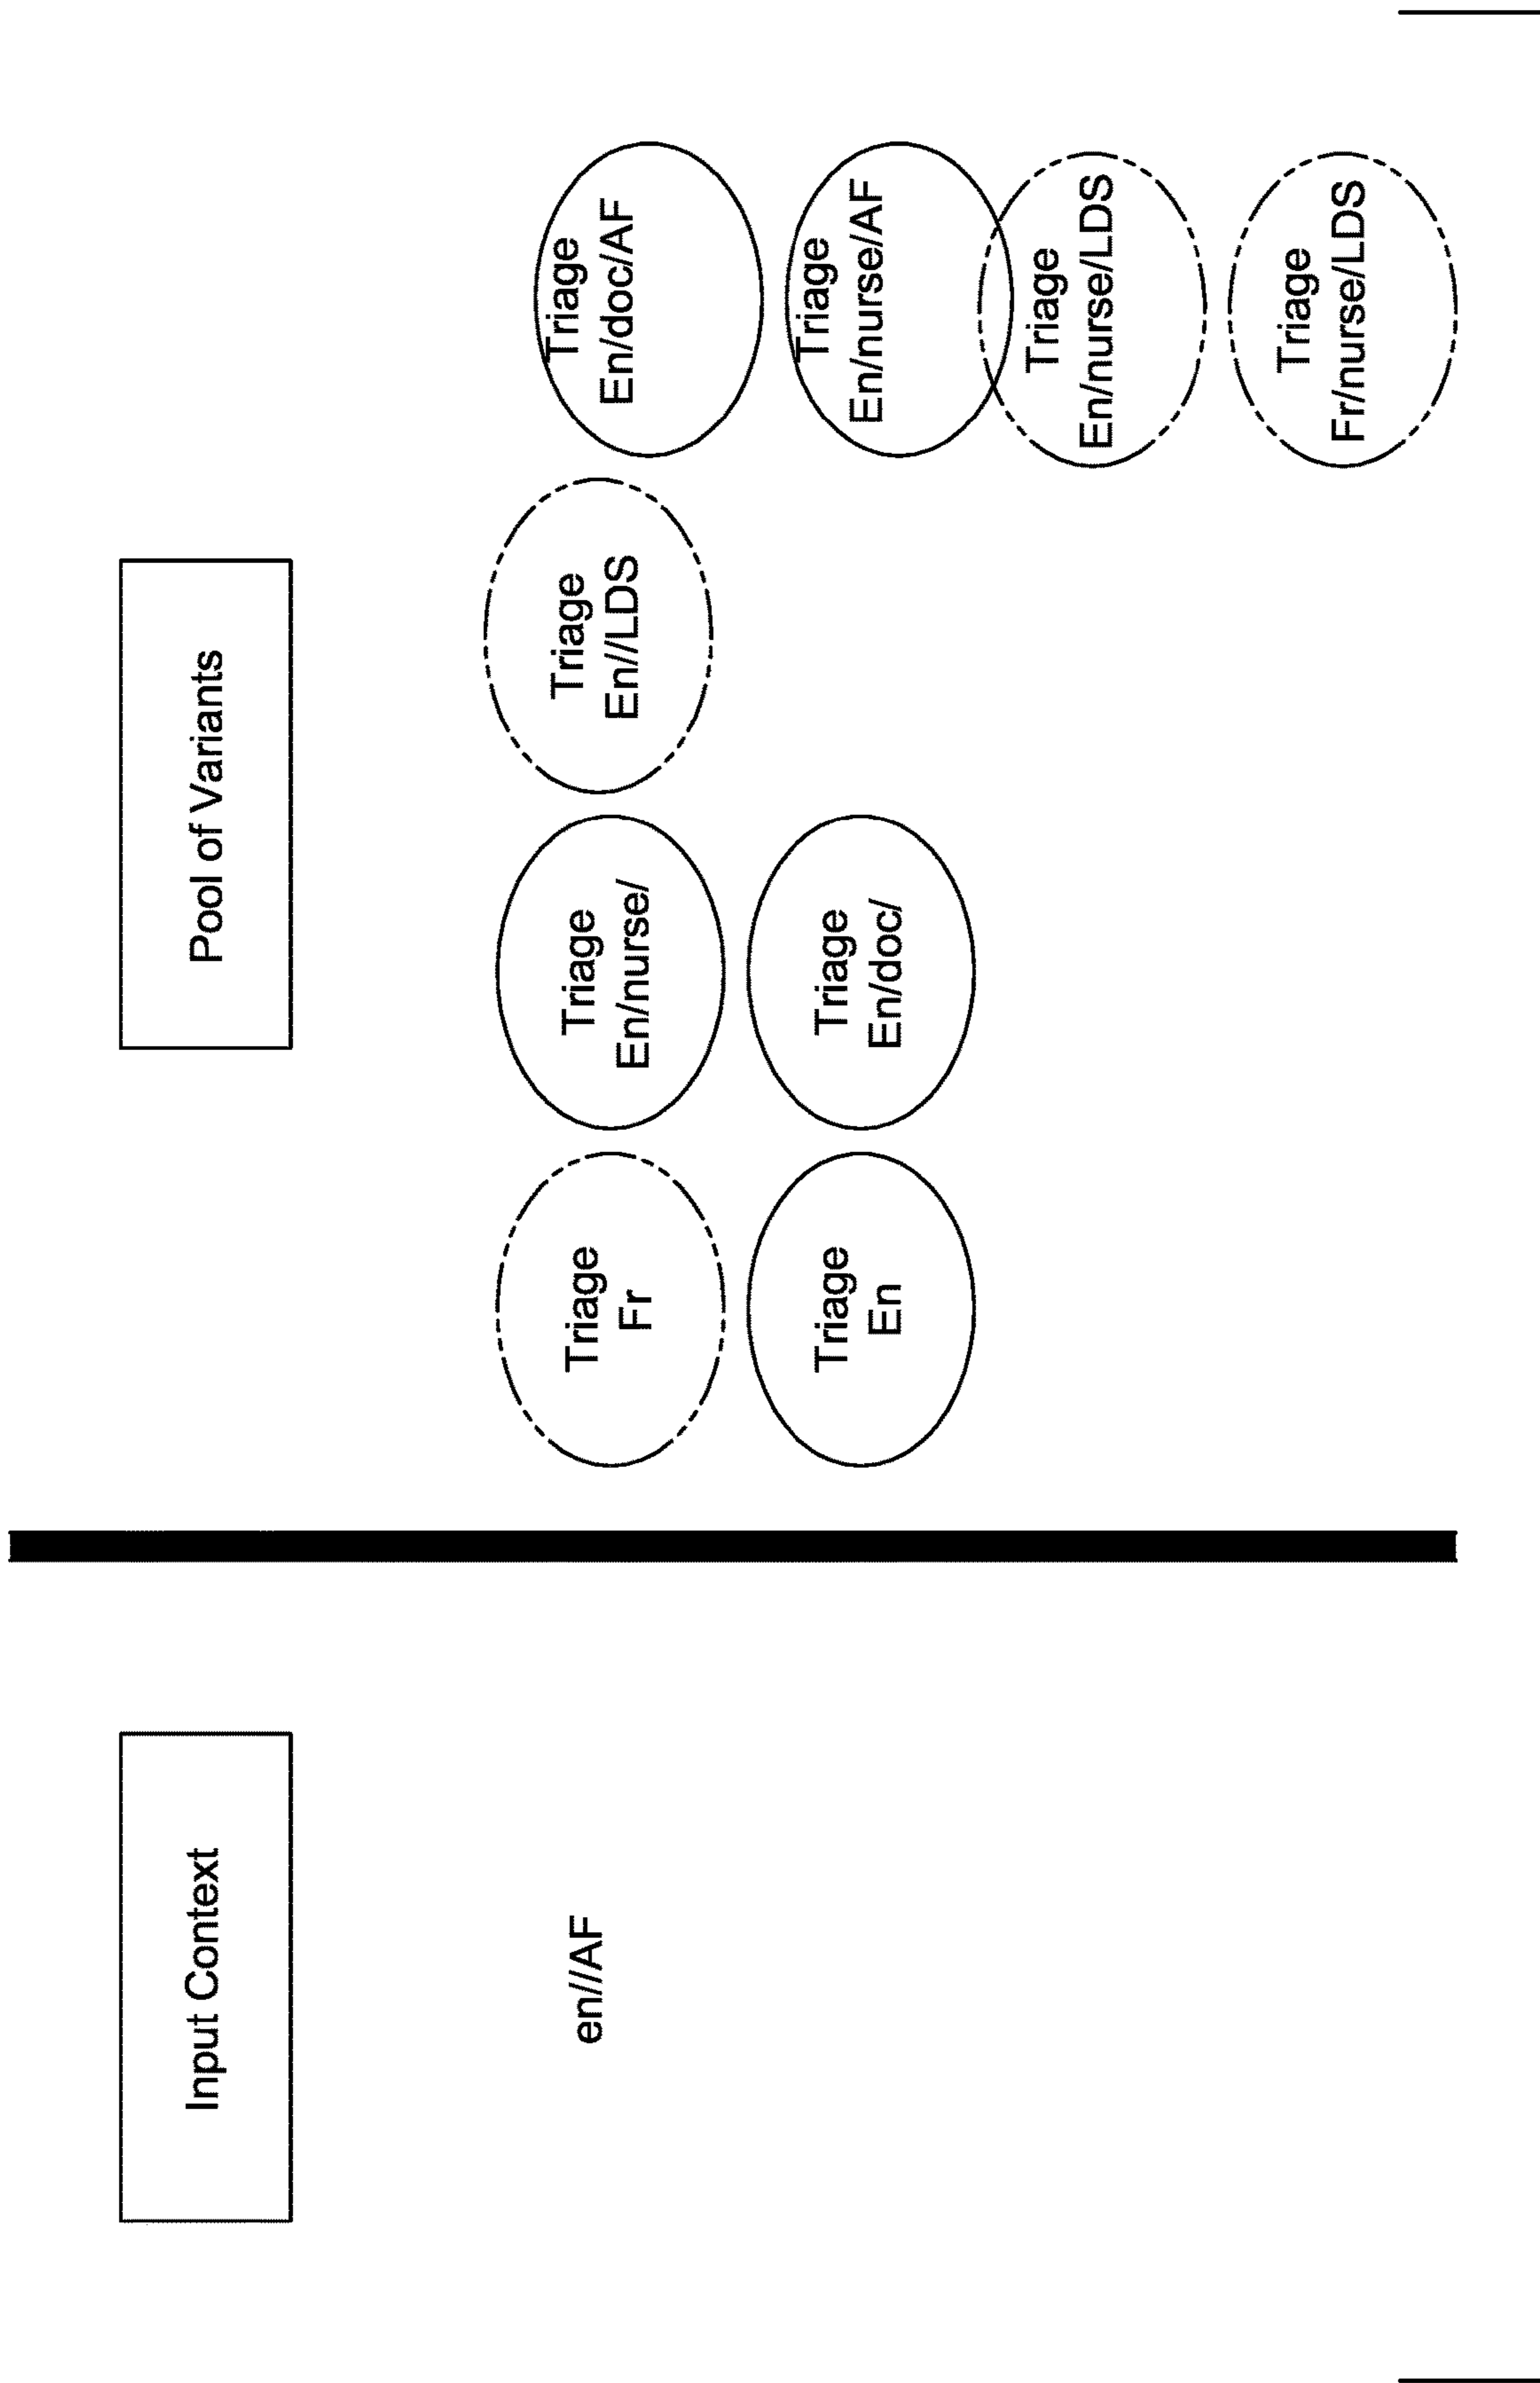 Input Context
Pool of Variants
en//AF
Triage
Fr
Triage
En
Triage
En/nurse/
Triage
En/doc/
Triage
En//LDS
Triage
En/doc/AF
Triage
En/nurse/AF
Triage
En/nurse/LDS
Triage
Fr/nurse/LDS